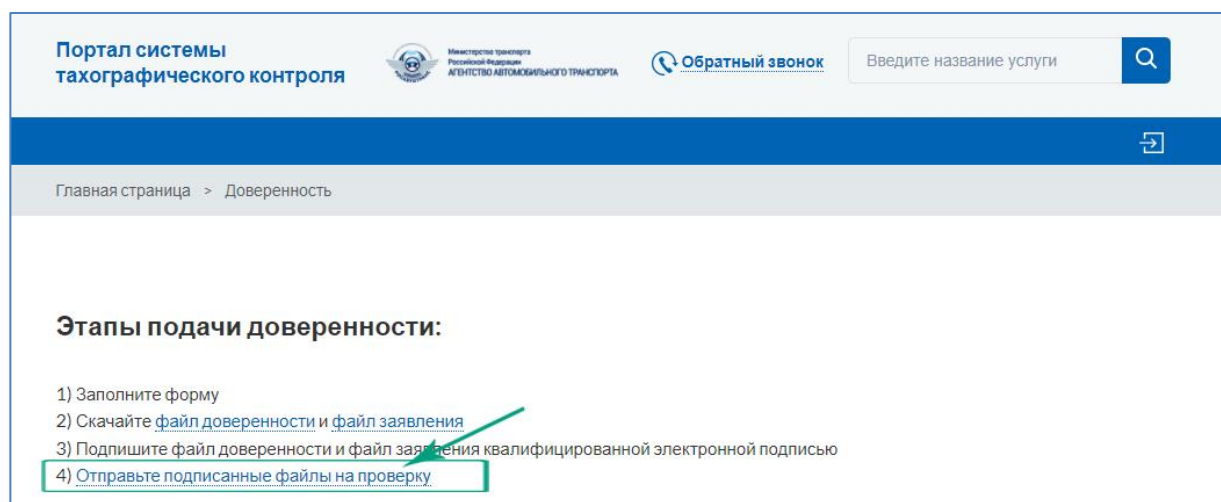 Портал системы
тахографического контроля
Министерство транспорта
Российской Федерации
АГЕНТСТВО АВТОМОБИЛЬНОГО ТРАНСПОРТА
Обратный звонок
Введите название услуги
Главная страница > Доверенность
Этапы подачи доверенности:
1) Заполните форму
2) Скачайте файл доверенности и файл заявления
3) Подпишите файл доверенности и файл заявления квалифицированной электронной подписью
4) Отправьте подписанные файлы на проверку